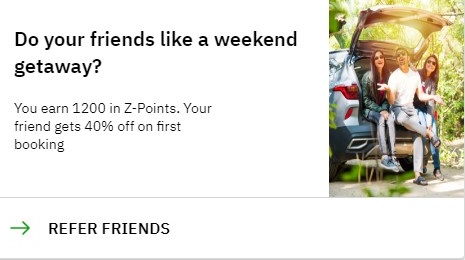 Do your friends like a weekend
getaway?
You earn 1200 in Z-Points. Your
friend gets 40% off on first
booking
REFER FRIENDS